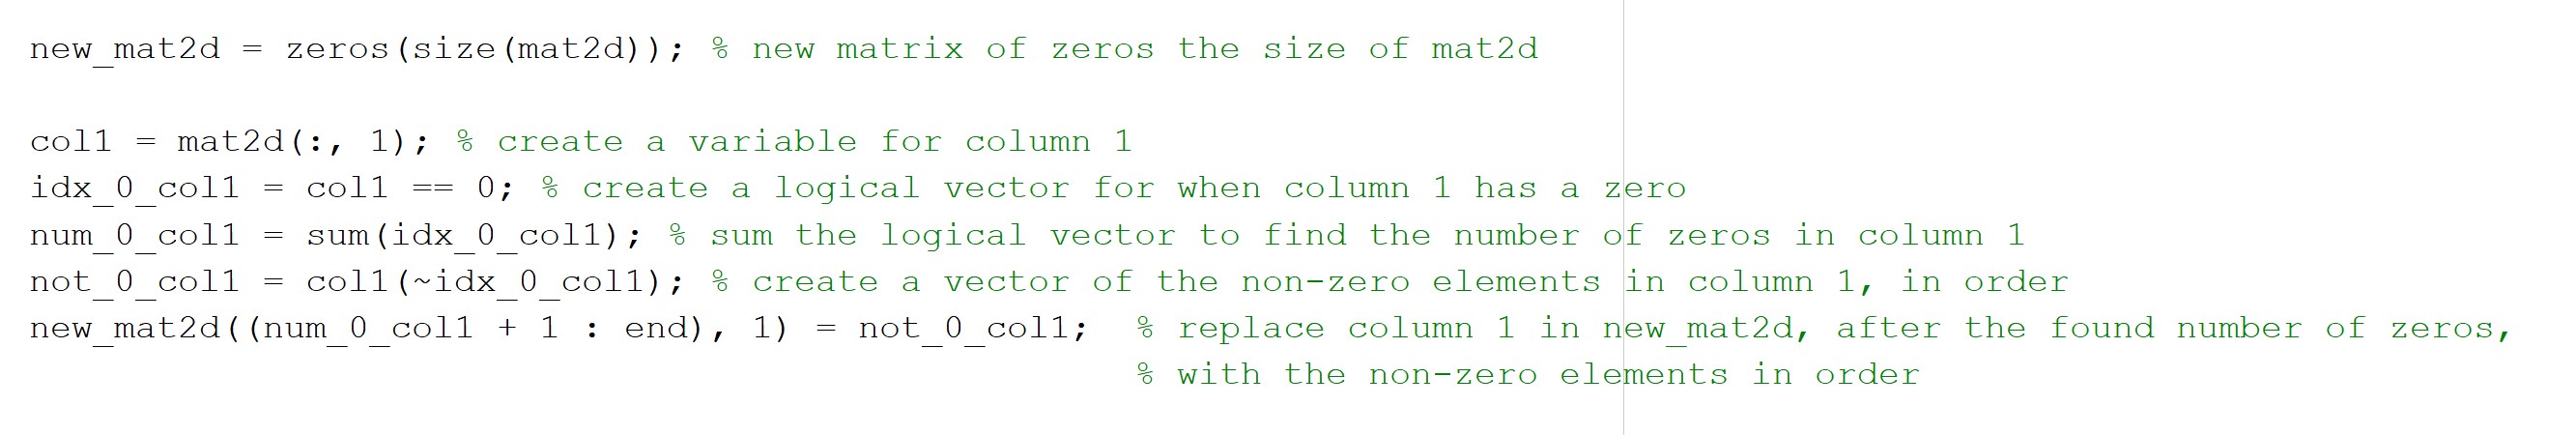 new_mat2d = zeros(size(mat2d)); % new matrix of zeros the size of mat2d
col1 = mat2d(:, 1); % create a variable for column 1
idx_0_col1 = col1 == 0; % create a logical vector for when column 1 has a zero
num_0_col1 = sum(idx_0_col1); % sum the logical vector to find the number of zeros in column 1
not_0_col1 = col1(~idx_0_col1); % create a vector of the non-zero elements in column 1, in order
new_mat2d((num_0_col1 + 1 : end), 1) = not_0_col1;  % replace column 1 in new_mat2d, after the found number of zeros,
% with the non-zero elements in order